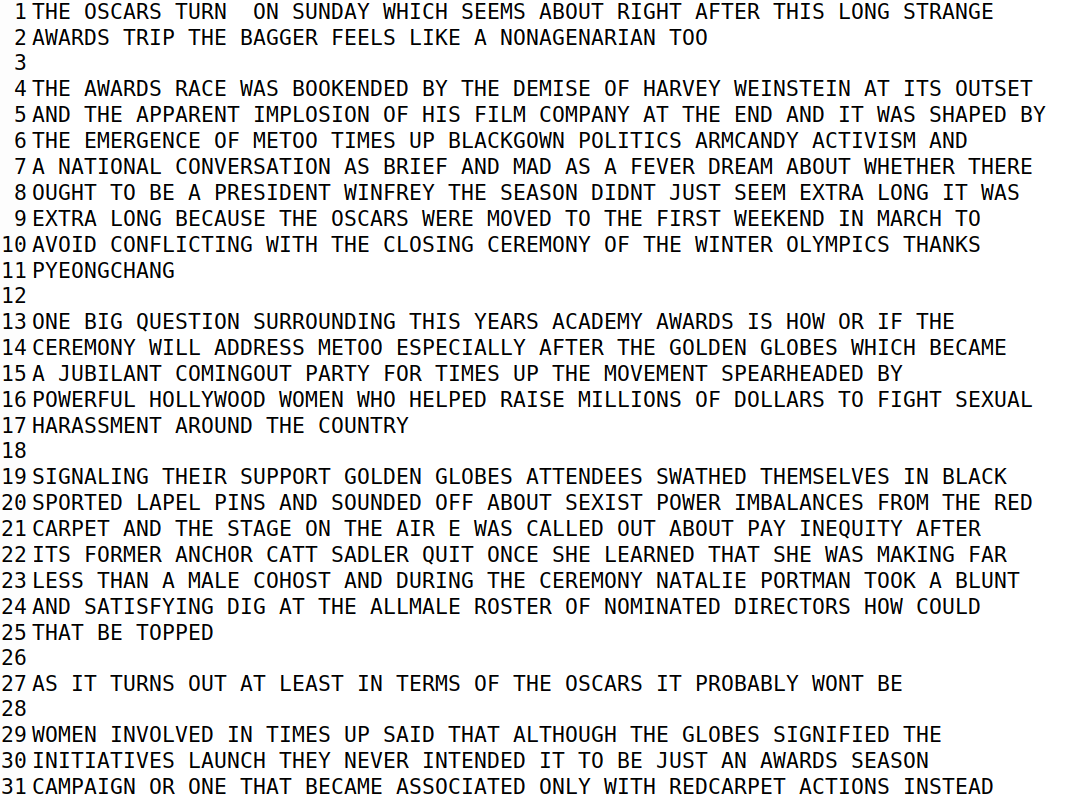 1 THE OSCARS TURN  ON SUNDAY WHICH SEEMS ABOUT RIGHT AFTER THIS LONG STRANGE
2 AWARDS TRIP THE BAGGER FEELS LIKE A NONAGENARIAN TOO
3
4 THE AWARDS RACE WAS BOOKENDED BY THE DEMISE OF HARVEY WEINSTEIN AT ITS OUTSET
5 AND THE APPARENT IMPLOSION OF HIS FILM COMPANY AT THE END AND IT WAS SHAPED BY
6 THE EMERGENCE OF METOO TIMES UP BLACKGOWN POLITICS ARMCANDY ACTIVISM AND
7 A NATIONAL CONVERSATION AS BRIEF AND MAD AS A FEVER DREAM ABOUT WHETHER THERE
8 OUGHT TO BE A PRESIDENT WINFREY THE SEASON DIDNT JUST SEEM EXTRA LONG IT WAS
9 EXTRA LONG BECAUSE THE OSCARS WERE MOVED TO THE FIRST WEEKEND IN MARCH TO
10 AVOID CONFLICTING WITH THE CLOSING CEREMONY OF THE WINTER OLYMPICS THANKS
11 PYEONGCHANG
12
13 ONE BIG QUESTION SURROUNDING THIS YEARS ACADEMY AWARDS IS HOW OR IF THE
14 CEREMONY WILL ADDRESS METOO ESPECIALLY AFTER THE GOLDEN GLOBES WHICH BECAME
15 A JUBILANT COMINGOUT PARTY FOR TIMES UP THE MOVEMENT SPEARHEADED BY
16 POWERFUL HOLLYWOOD WOMEN WHO HELPED RAISE MILLIONS OF DOLLARS TO FIGHT SEXUAL
17 HARASSMENT AROUND THE COUNTRY
18
19 SIGNALING THEIR SUPPORT GOLDEN GLOBES ATTENDEES SWATHED THEMSELVES IN BLACK
20 SPORTED LAPEL PINS AND SOUNDED OFF ABOUT SEXIST POWER IMBALANCES FROM THE RED
21 CARPET AND THE STAGE ON THE AIR E WAS CALLED OUT ABOUT PAY INEQUITY AFTER
22 ITS FORMER ANCHOR CATT SADLER QUIT ONCE SHE LEARNED THAT SHE WAS MAKING FAR
23 LESS THAN A MALE COHOST AND DURING THE CEREMONY NATALIE PORTMAN TOOK A BLUNT
24 AND SATISFYING DIG AT THE ALLMALE ROSTER OF NOMINATED DIRECTORS HOW COULD
25 THAT BE TOPPED
26
27 AS IT TURNS OUT AT LEAST IN TERMS OF THE OSCARS IT PROBABLY WONT BE
28
29 WOMEN INVOLVED IN TIMES UP SAID THAT ALTHOUGH THE GLOBES SIGNIFIED THE
30 INITIATIVES LAUNCH THEY NEVER INTENDED IT TO BE JUST AN AWARDS SEASON
31 CAMPAIGN OR ONE THAT BECAME ASSOCIATED ONLY WITH REDCARPET ACTIONS INSTEAD